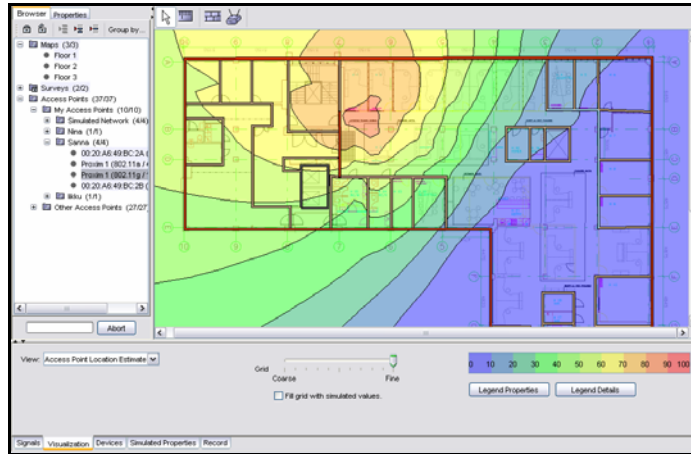 Browser Properties
Group by...
Maps (3/3)
Floor 1
Floor 2
Floor 3
Surveys (2/2)
Access Points (37/37)
My Access Points (10/10)
Simulated Network (4/4)
Nina (1/1)
Sanna (4/4)
00:20:A6:49:BC:2A (
Proxim 1 (802.11a / 
Proxim 1 (802.11g / 
00:20:A6:49:BC:2B (
Ilkku (1/1)
Other Access Points (27/27)
Abort
View: Access Point Location Estimate
Grid
Coarse Fine
Fill grid with simulated values.
0 10 20 30 40 50 60 70 80 90 100
Legend Properties Legend Details
Signals Visualization Devices Simulated Properties Record